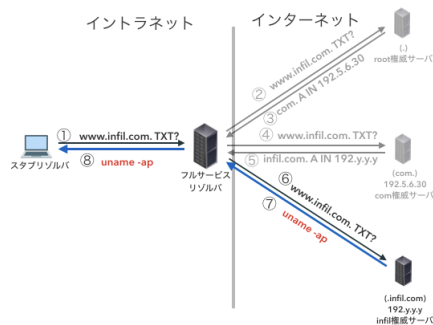 イントラネット
インターネット
② www.infil.com. TXT?
③ com. A IN 192.5.6.30
(.)
root権威サーバ
① www.infil.com. TXT?
⑧ uname -ap
スタブリゾルバ
フルサービス
リゾルバ
④ www.infil.com. TXT?
⑤ infil.com. A IN 192.y.y.y
(com.)
192.5.6.30
com権威サーバ
⑥ www.infil.com. TXT?
⑦ uname -ap
(.infil.com)
192.y.y.y
infil権威サーバ